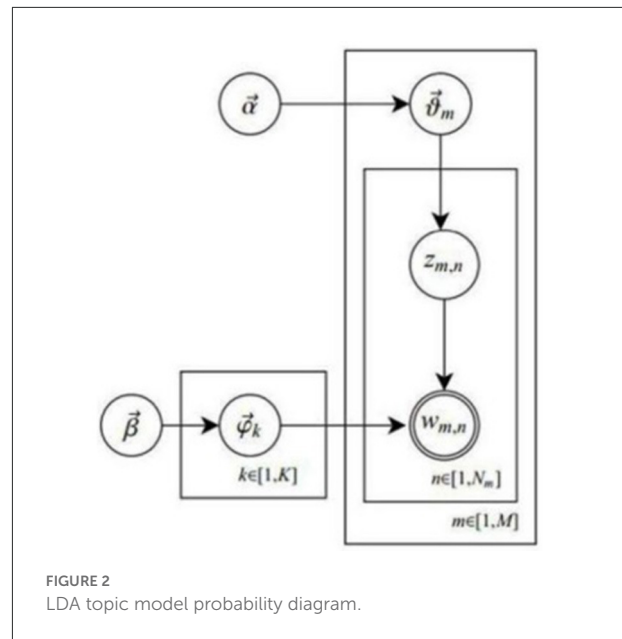 α⃗
ϑ⃗ₘ
zₘ,ₙ
β⃗
φ⃗ₖ
wₘ,ₙ
k∈[1,K]
n∈[1,Nₘ]
m∈[1,M]
FIGURE 2
LDA topic model probability diagram.